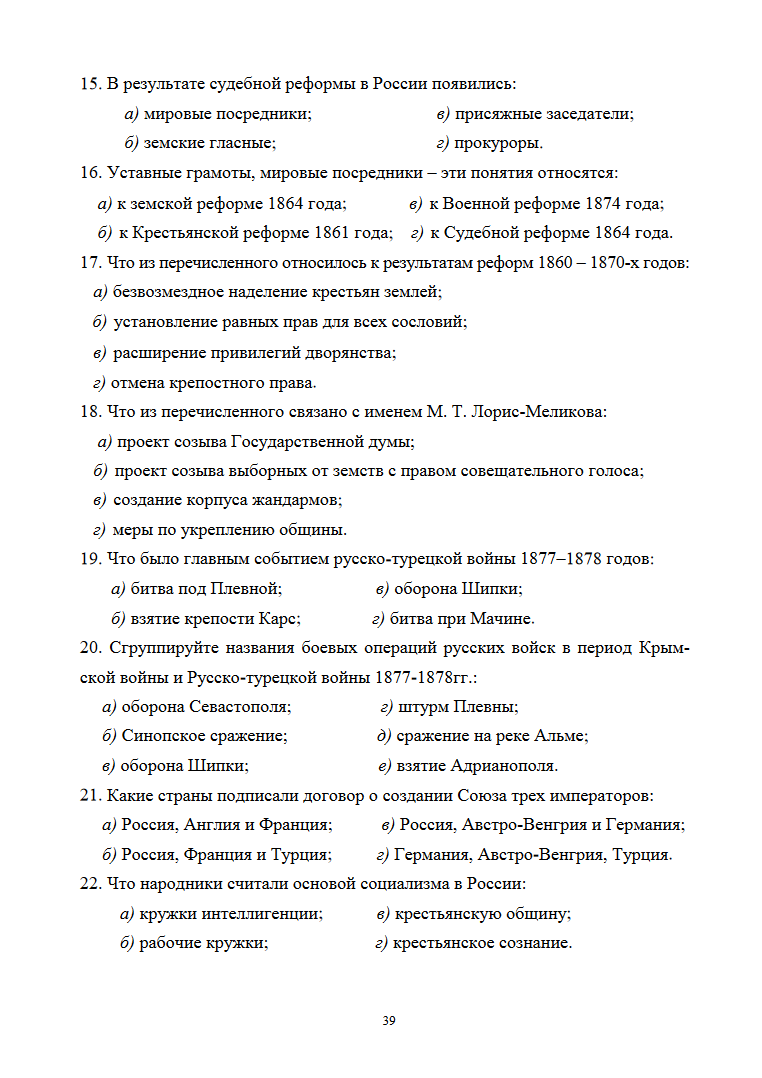 15. В результате судебной реформы в России появились:
а) мировые посредники; в) присяжные заседатели;
б) земские гласные; г) прокуроры.
16. Уставные грамоты, мировые посредники – эти понятия относятся:
а) к земской реформе 1864 года; в) к Военной реформе 1874 года;
б) к Крестьянской реформе 1861 года; г) к Судебной реформе 1864 года.
17. Что из перечисленного относилось к результатам реформ 1860 – 1870-х годов:
а) безвозмездное наделение крестьян землей;
б) установление равных прав для всех сословий;
в) расширение привилегий дворянства;
г) отмена крепостного права.
18. Что из перечисленного связано с именем М. Т. Лорис-Меликова:
а) проект созыва Государственной думы;
б) проект созыва выборных от земств с правом совещательного голоса;
в) создание корпуса жандармов;
г) меры по укреплению общины.
19. Что было главным событием русско-турецкой войны 1877–1878 годов:
а) битва под Плевной; в) оборона Шипки;
б) взятие крепости Карс; г) битва при Мачине.
20. Сгруппируйте названия боевых операций русских войск в период Крым-
ской войны и Русско-турецкой войны 1877-1878гг.:
а) оборона Севастополя; г) штурм Плевны;
б) Синопское сражение; д) сражение на реке Альме;
в) оборона Шипки; е) взятие Адрианополя.
21. Какие страны подписали договор о создании Союза трех императоров:
а) Россия, Англия и Франция; в) Россия, Австро-Венгрия и Германия;
б) Россия, Франция и Турция; г) Германия, Австро-Венгрия, Турция.
22. Что народники считали основой социализма в России:
а) кружки интеллигенции; в) крестьянскую общину;
б) рабочие кружки; г) крестьянское сознание.
39